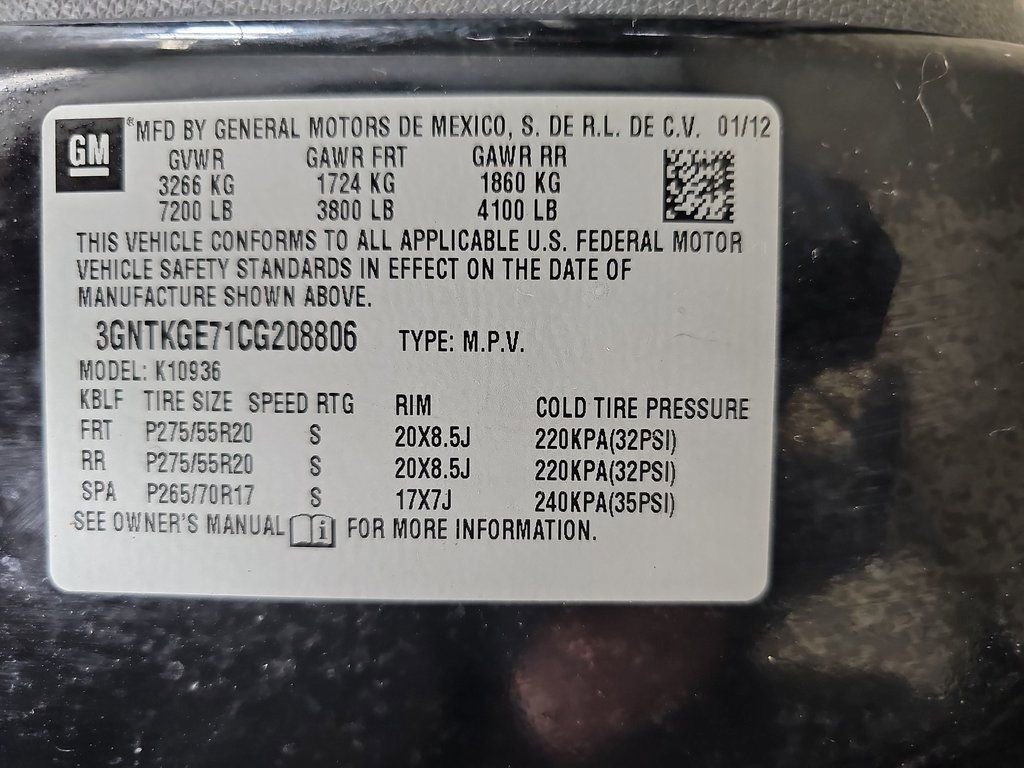 GM ® MFD BY GENERAL MOTORS DE MEXICO, S. DE R.L. DE C.V. 01/12
GVWR GAWR FRT GAWR RR
3266 KG 1724 KG 1860 KG
7200 LB 3800 LB 4100 LB
THIS VEHICLE CONFORMS TO ALL APPLICABLE U.S. FEDERAL MOTOR
VEHICLE SAFETY STANDARDS IN EFFECT ON THE DATE OF
MANUFACTURE SHOWN ABOVE.
3GNTKGE71CG208806 TYPE: M.P.V.
MODEL: K10936
KBLF TIRE SIZE SPEED RTG RIM COLD TIRE PRESSURE
FRT P275/55R20 S 20X8.5J 220KPA(32PSI)
RR P275/55R20 S 20X8.5J 220KPA(32PSI)
SPA P265/70R17 S 17X7J 240KPA(35PSI)
SEE OWNER'S MANUAL i FOR MORE INFORMATION.